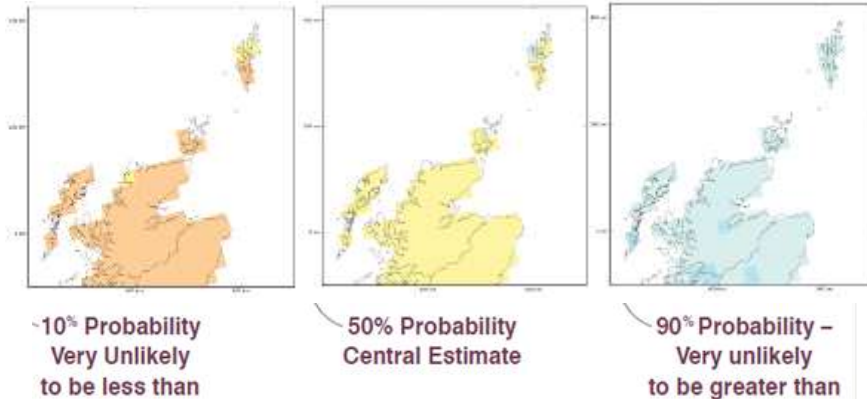 10% Probability
Very Unlikely
to be less than
50% Probability
Central Estimate
90% Probability –
Very unlikely
to be greater than